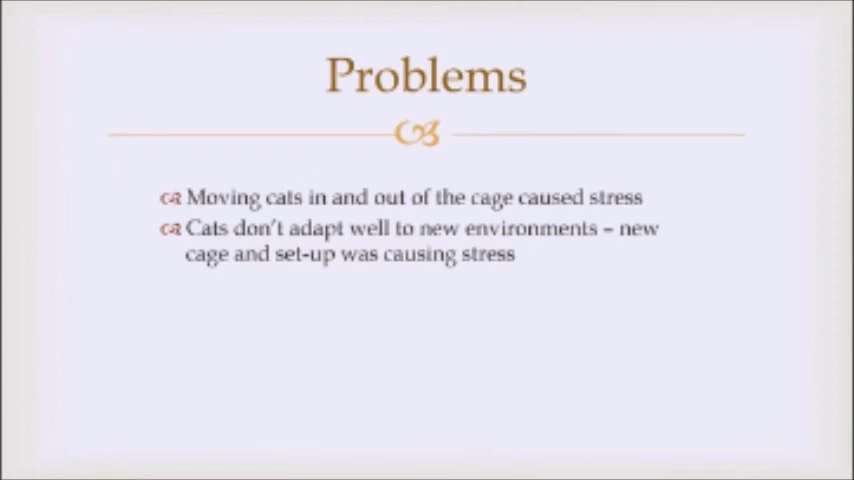 Problems
Moving cats in and out of the cage caused stress
Cats don't adapt well to new environments – new
cage and set-up was causing stress